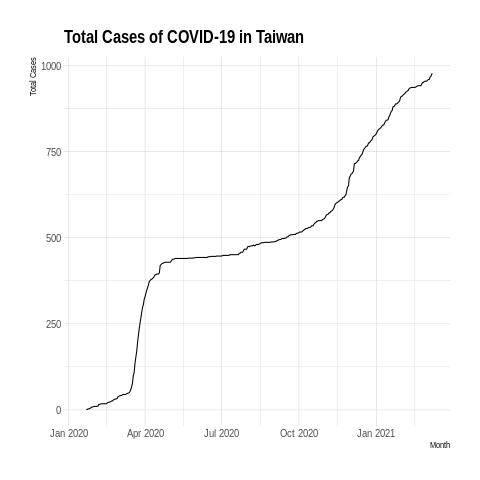 Total Cases of COVID-19 in Taiwan
Total Cases
1000
750
500
250
0
Jan 2020 Apr 2020 Jul 2020 Oct 2020 Jan 2021
Month